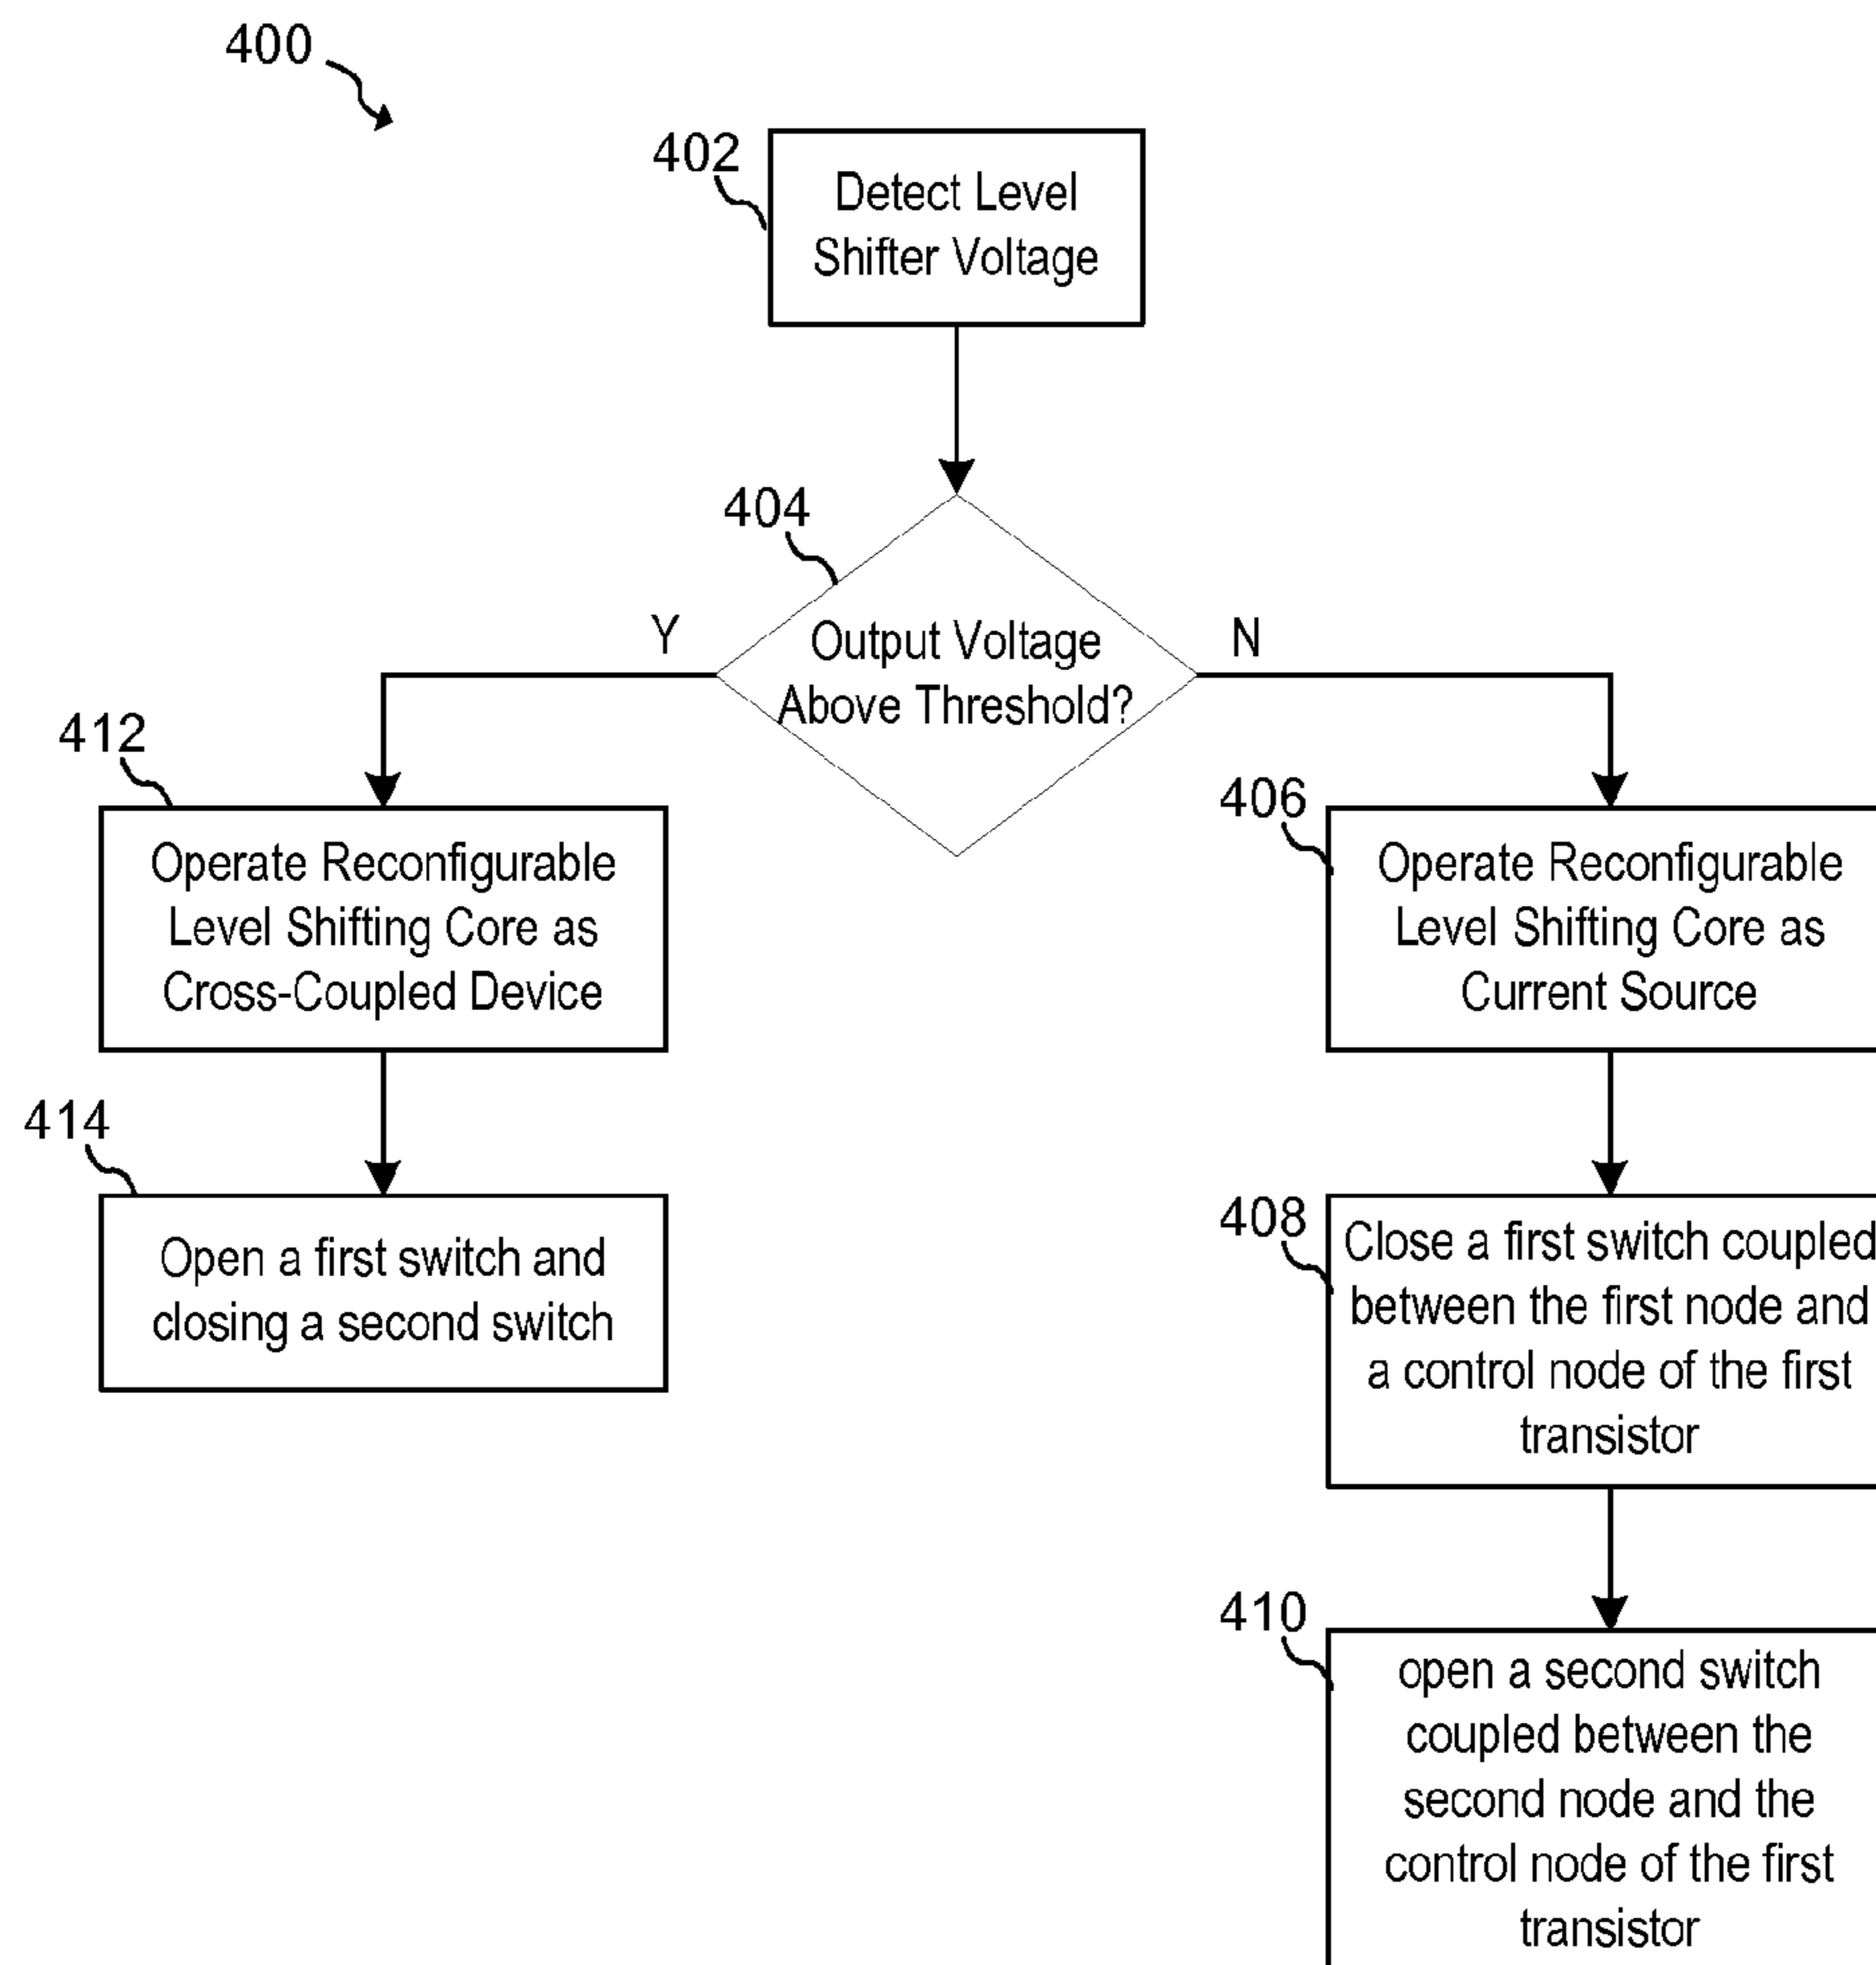 400
402
Detect Level
Shifter Voltage
404
Output Voltage
Above Threshold?
Y
N
412
Operate Reconfigurable
Level Shifting Core as
Cross-Coupled Device
406
Operate Reconfigurable
Level Shifting Core as
Current Source
414
Open a first switch and
closing a second switch
408
Close a first switch coupled
between the first node and
a control node of the first
transistor
410
open a second switch
coupled between the
second node and the
control node of the first
transistor